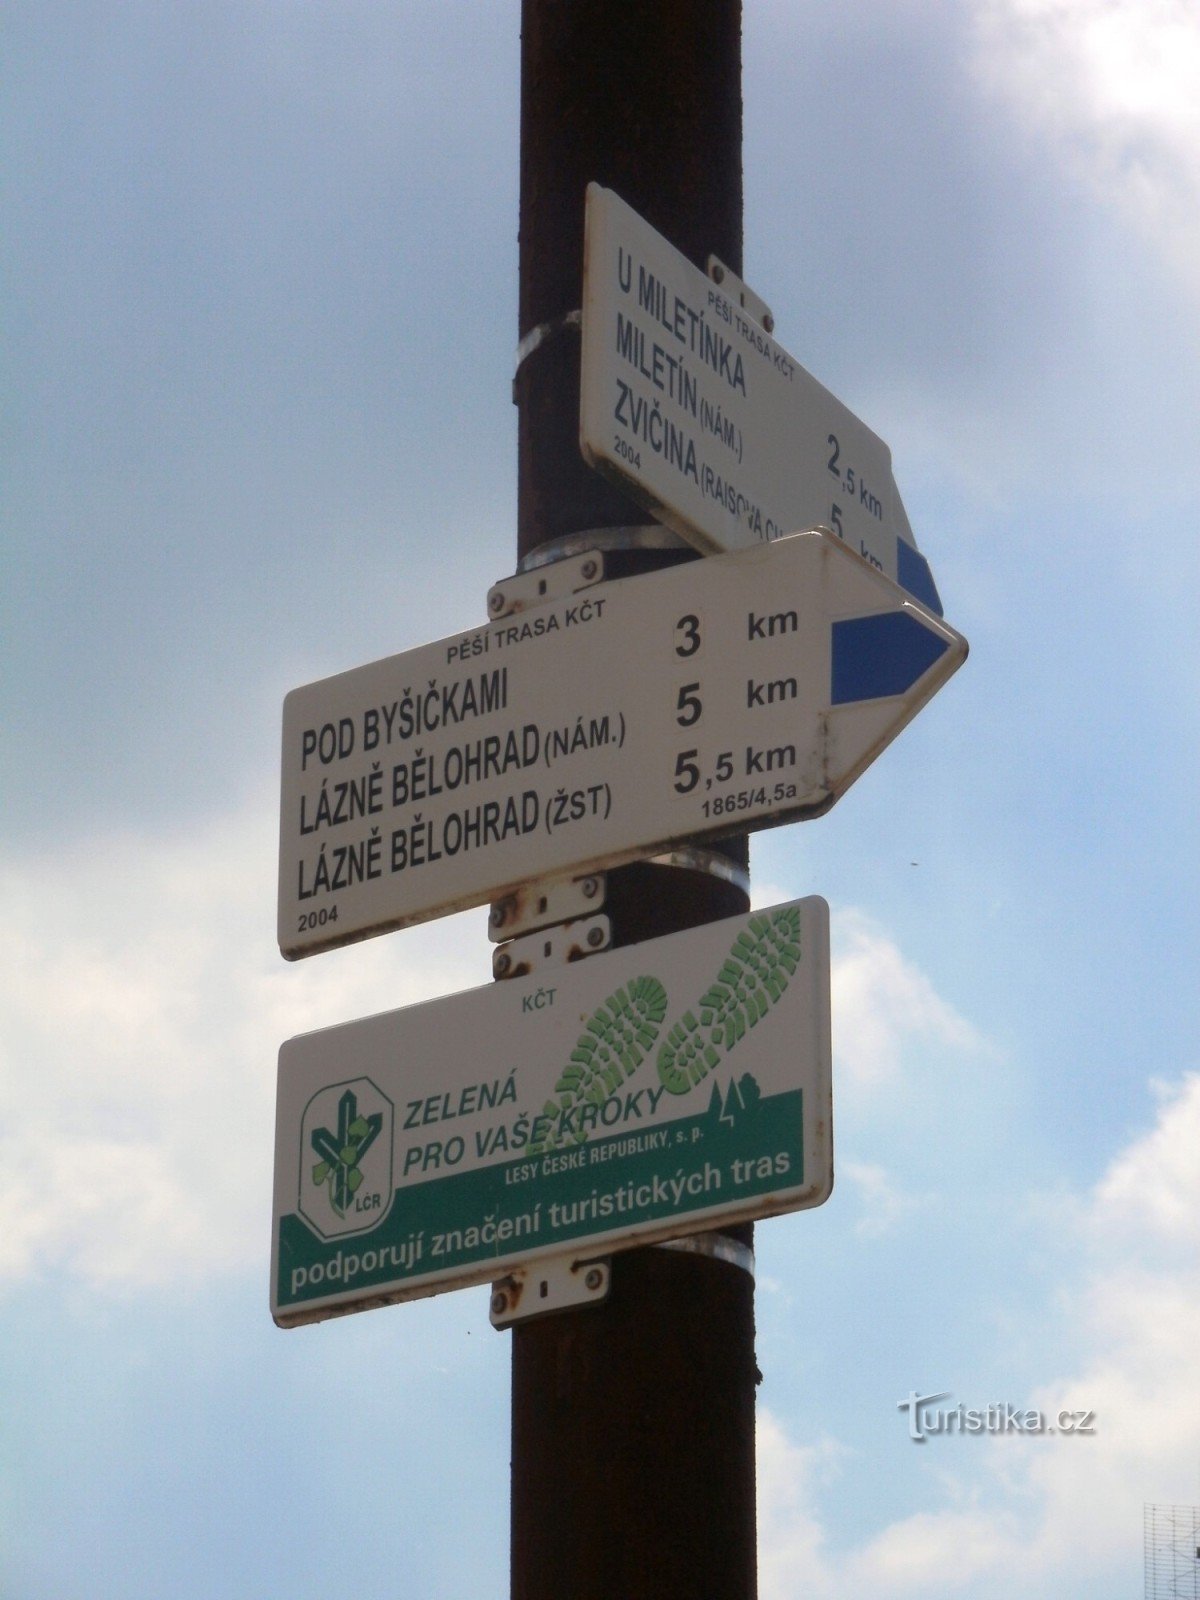 PĚŠÍ TRASA KČT
U MILETÍNKA 2,5 km
MILETÍN (NÁM.) 5 km
ZVIČINA (RAISOVA
2004
PĚŠÍ TRASA KČT
POD BYŠIČKAMI 3 km
LÁZNĚ BĚLOHRAD (NÁM.) 5 km
LÁZNĚ BĚLOHRAD (ŽST) 5,5 km
2004 1865/4,5a
KČT
ZELENÁ
PRO VAŠE KROKY
LESY ČESKÉ REPUBLIKY, s. p.
LČR
podporují značení turistických tras
Turistika.cz